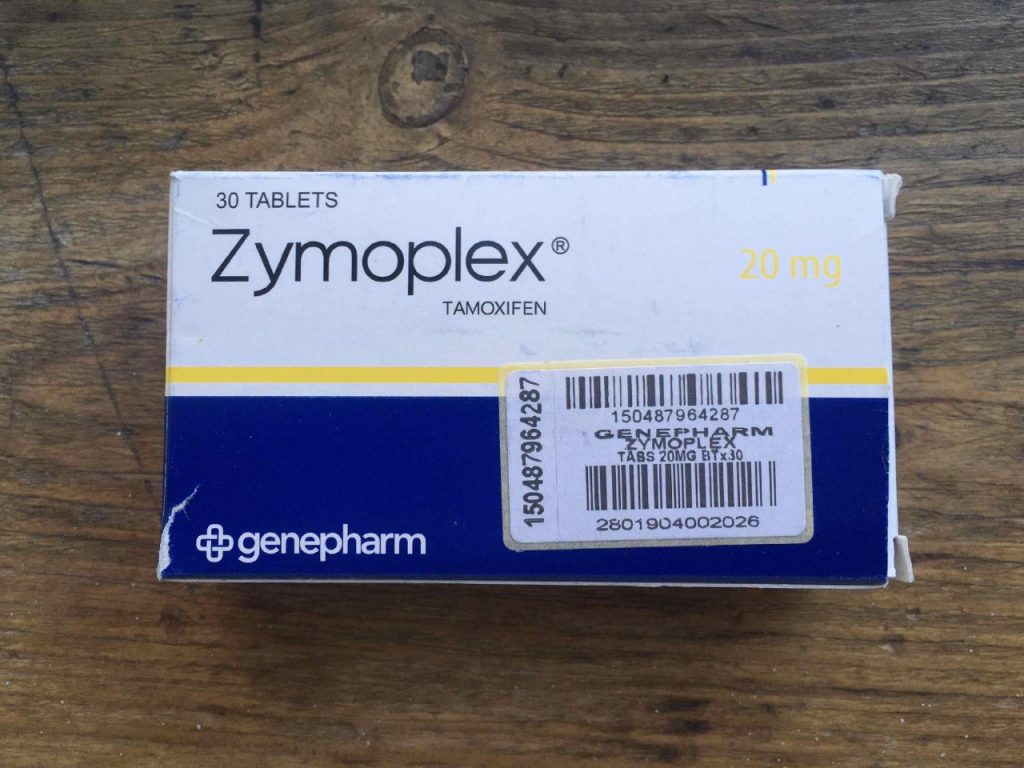 30 TABLETS
Zymoplex®
20 mg
TAMOXIFEN
150487964287
150487964287
GENEPHARM
ZYMOPLEX
TABS 20MG BTx30
2801904002026
genepharm